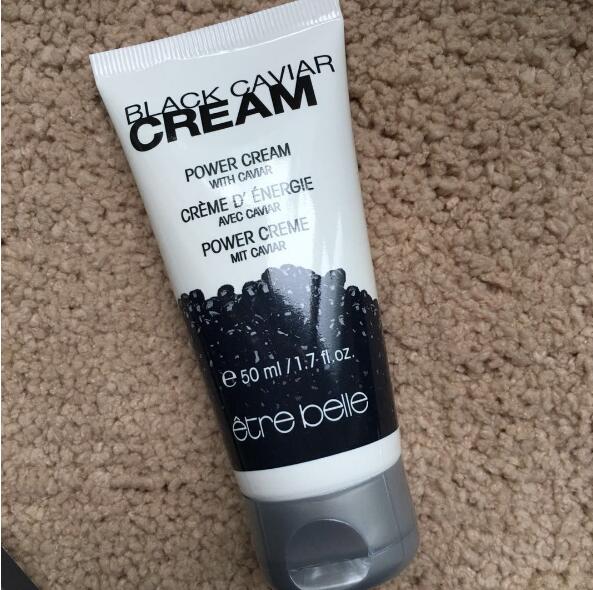 BLACK CAVIAR
CREAM
POWER CREAM
WITH CAVIAR
CRÈME D' ÉNERGIE
AVEC CAVIAR
POWER CREME
MIT CAVIAR
℮ 50 ml / 1.7 fl.oz.
être belle